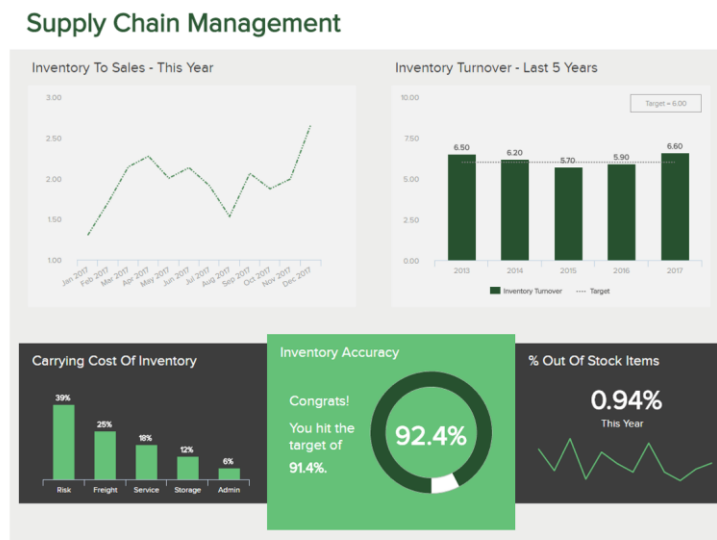 Supply Chain Management
Inventory To Sales - This Year
3.00
2.50
2.00
1.50
1.00
Jan 2017
Feb 2017
Mar 2017
Apr 2017
May 2017
Jun 2017
Jul 2017
Aug 2017
Sep 2017
Oct 2017
Nov 2017
Dec 2017
Inventory Turnover - Last 5 Years
10.00
7.50
5.00
2.50
0.00
Target = 6.00
6.50
6.20
5.70
5.90
6.60
2013
2014
2015
2016
2017
Inventory Turnover
Target
Carrying Cost Of Inventory
39%
25%
18%
12%
6%
Risk
Freight
Service
Storage
Admin
Inventory Accuracy
Congrats!
You hit the
target of
91.4%.
92.4%
% Out Of Stock Items
0.94%
This Year